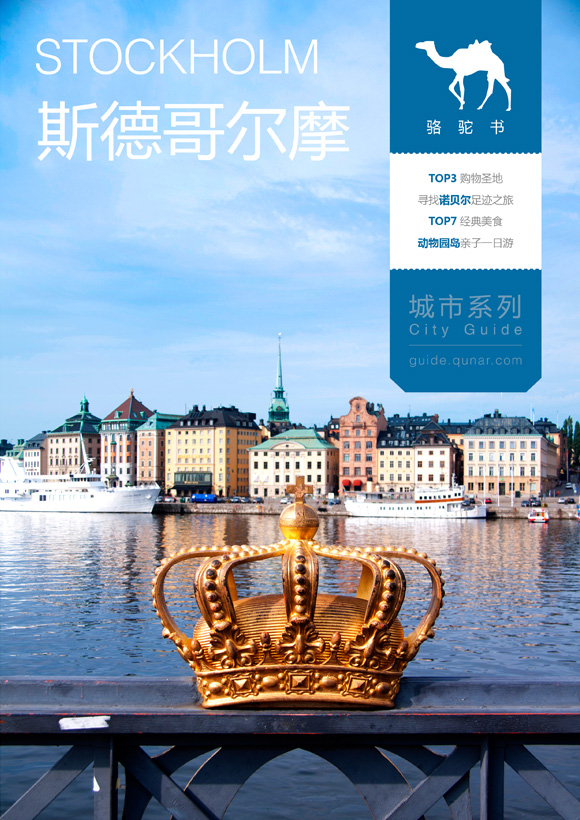 STOCKHOLM
斯德哥尔摩
骆驼书
TOP3 购物圣地
寻找诺贝尔足迹之旅
TOP7 经典美食
动物园岛亲子一日游
城市系列
City Guide
guide.qunar.com